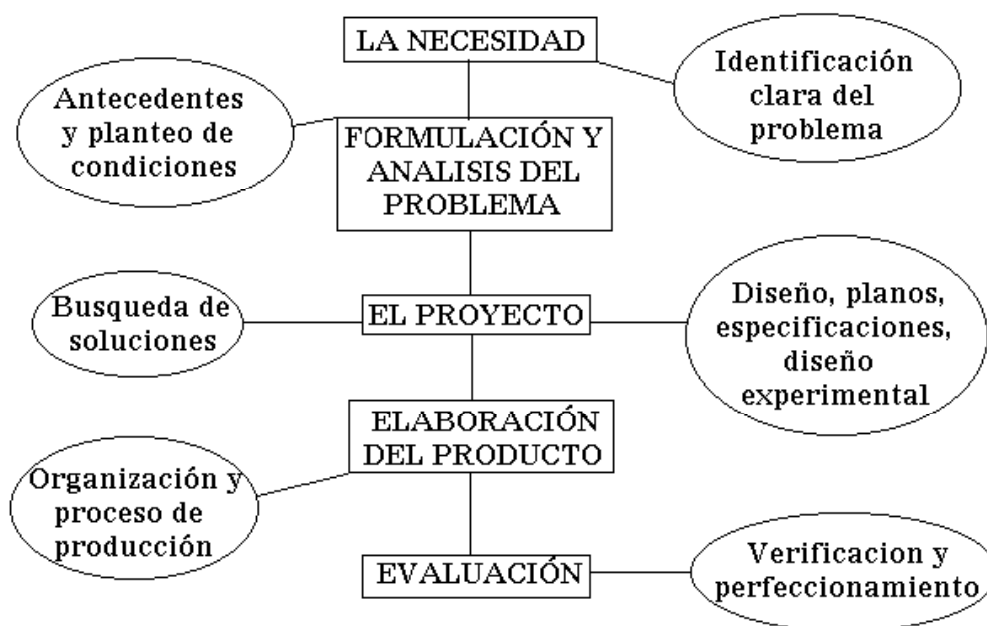 LA NECESIDAD
Identificación
clara del
problema
Antecedentes
y planteo de
condiciones
FORMULACIÓN Y
ANALISIS DEL
PROBLEMA
Busqueda de
soluciones
EL PROYECTO
Diseño, planos,
especificaciones,
diseño
experimental
ELABORACIÓN
DEL PRODUCTO
Organización y
proceso de
producción
EVALUACIÓN
Verificacion y
perfeccionamiento